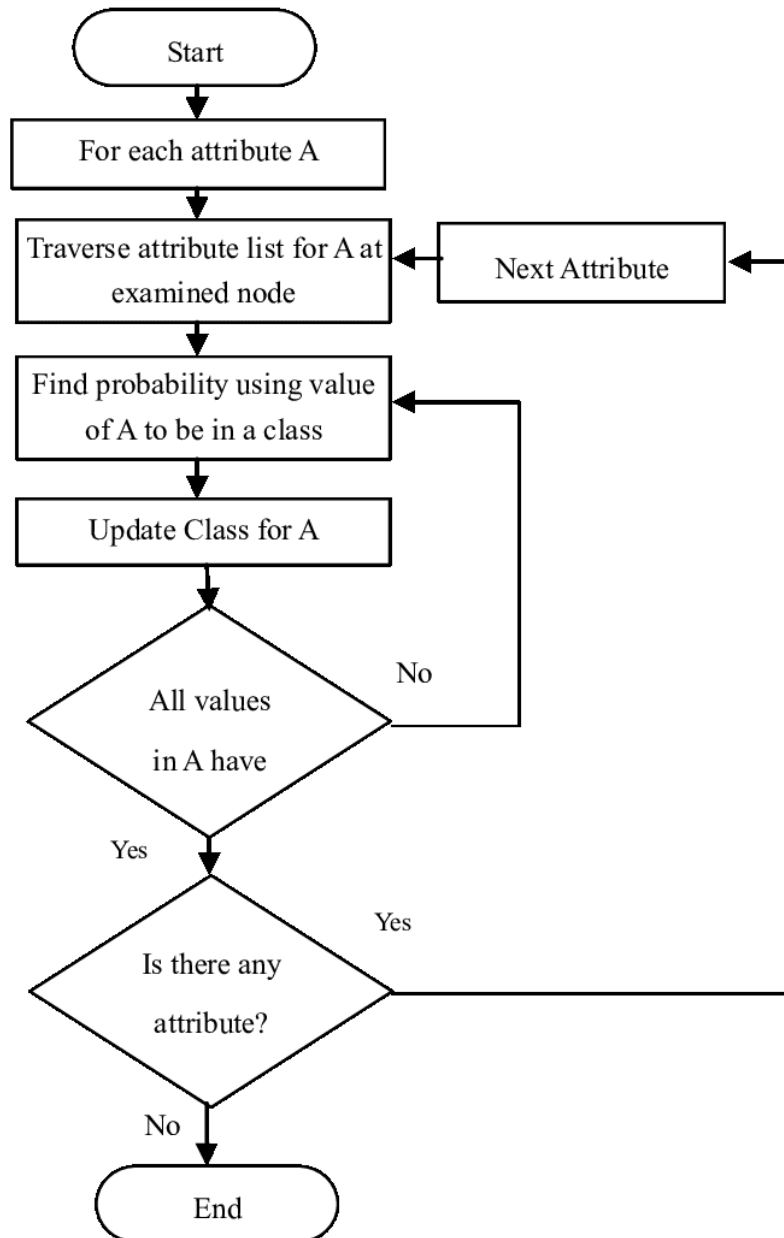 Start
For each attribute A
Traverse attribute list for A at
examined node
Next Attribute
Find probability using value
of A to be in a class
Update Class for A
No
All values
in A have
Yes
Yes
Is there any
attribute?
No
End